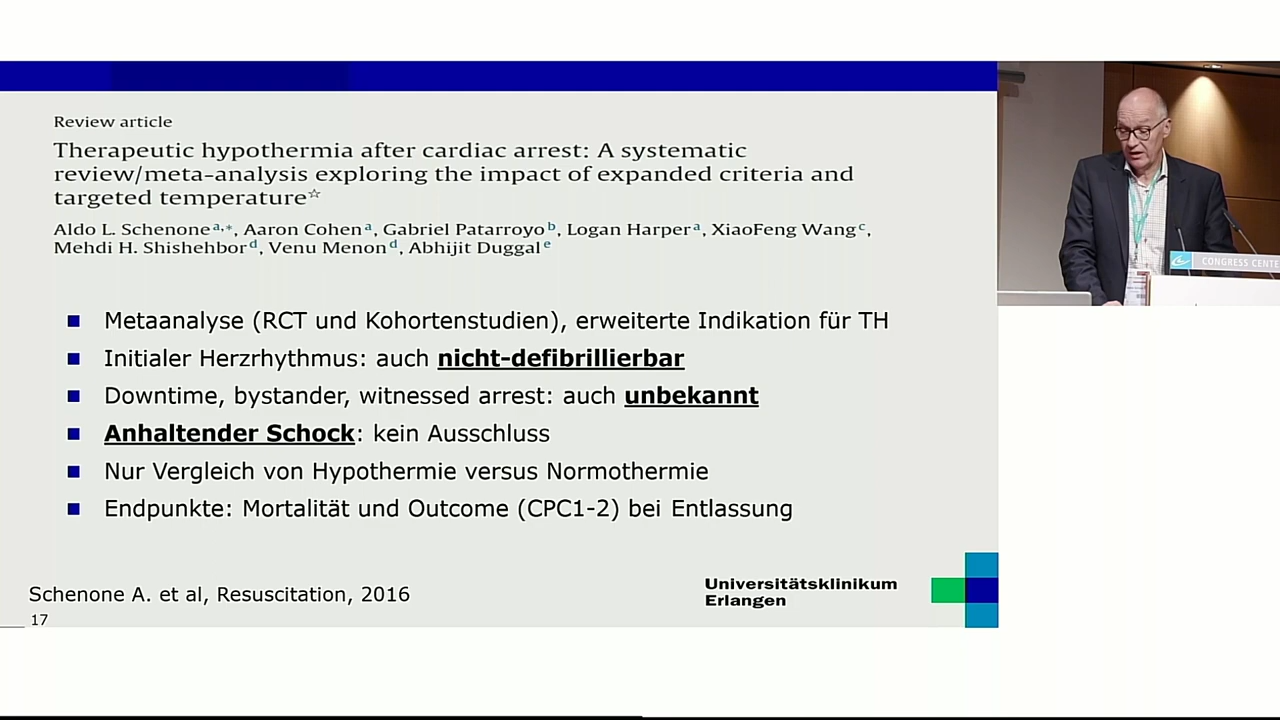 Review article
Therapeutic hypothermia after cardiac arrest: A systematic
review/meta-analysis exploring the impact of expanded criteria and
targeted temperature☆
Aldo L. Schenone a,*, Aaron Cohen a, Gabriel Patarroyo b, Logan Harper a, XiaoFeng Wang c,
Mehdi H. Shishehbor d, Venu Menon d, Abhijit Duggal e
■ Metaanalyse (RCT und Kohortenstudien), erweiterte Indikation für TH
■ Initialer Herzrhythmus: auch nicht-defibrillierbar
■ Downtime, bystander, witnessed arrest: auch unbekannt
■ Anhaltender Schock: kein Ausschluss
■ Nur Vergleich von Hypothermie versus Normothermie
■ Endpunkte: Mortalität und Outcome (CPC1-2) bei Entlassung
Schenone A. et al, Resuscitation, 2016
17
Universitätsklinikum
Erlangen
CONGRESS CENTE